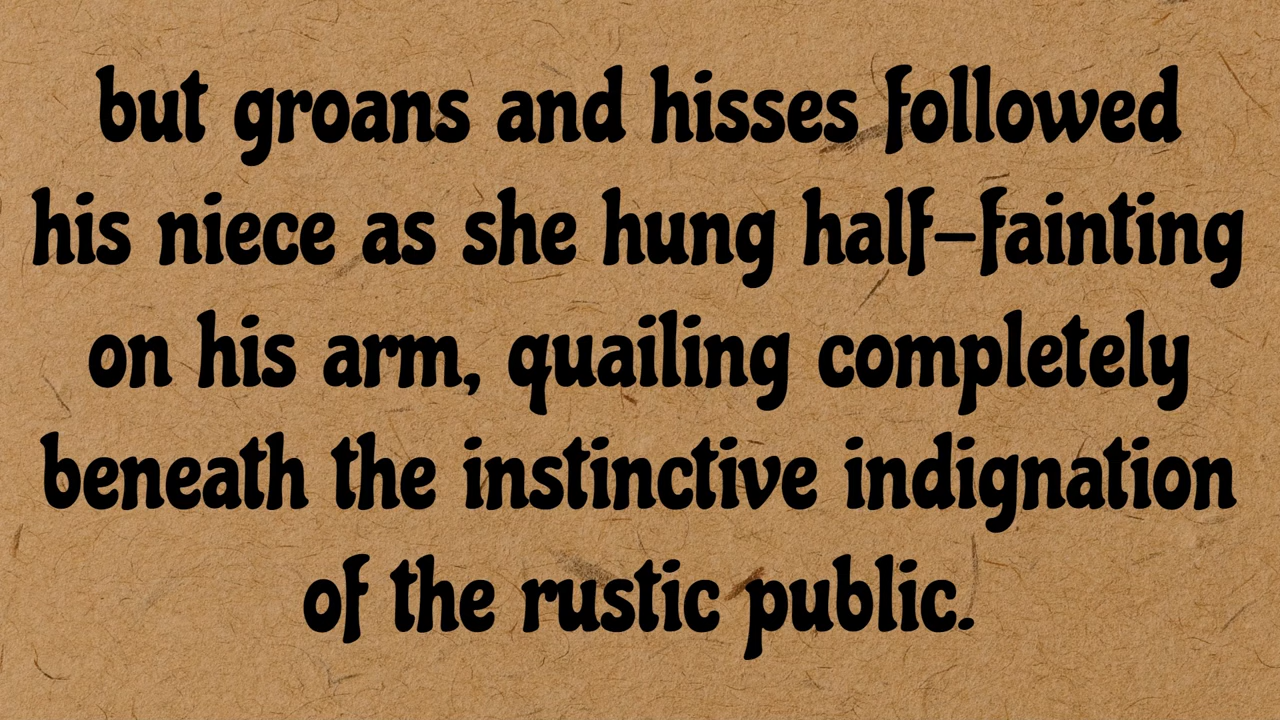 but groans and hisses followed
his niece as she hung half-fainting
on his arm, quailing completely
beneath the instinctive indignation
of the rustic public.